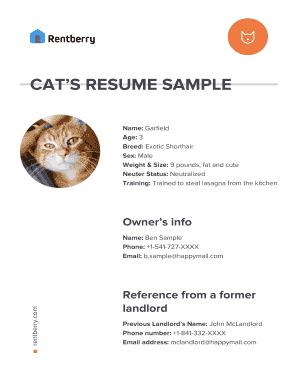 Rentberry
CAT'S RESUME SAMPLE
Name: Garfield
Age: 3
Breed: Exotic Shorthair
Sex: Male
Weight & Size: 9 pounds, fat and cute
Neuter Status: Neutralized
Training: Trained to steal lasagna from the kitchen
Owner's info
Name: Ben Sample
Phone: +1-541-727-XXXX
Email: b.sample@happymail.com
Reference from a former
landlord
Previous Landlord's Name: John McLandlord
Phone number: +1-841-332-XXXX
Email address: mclandlord@happymail.com
rentberry.com